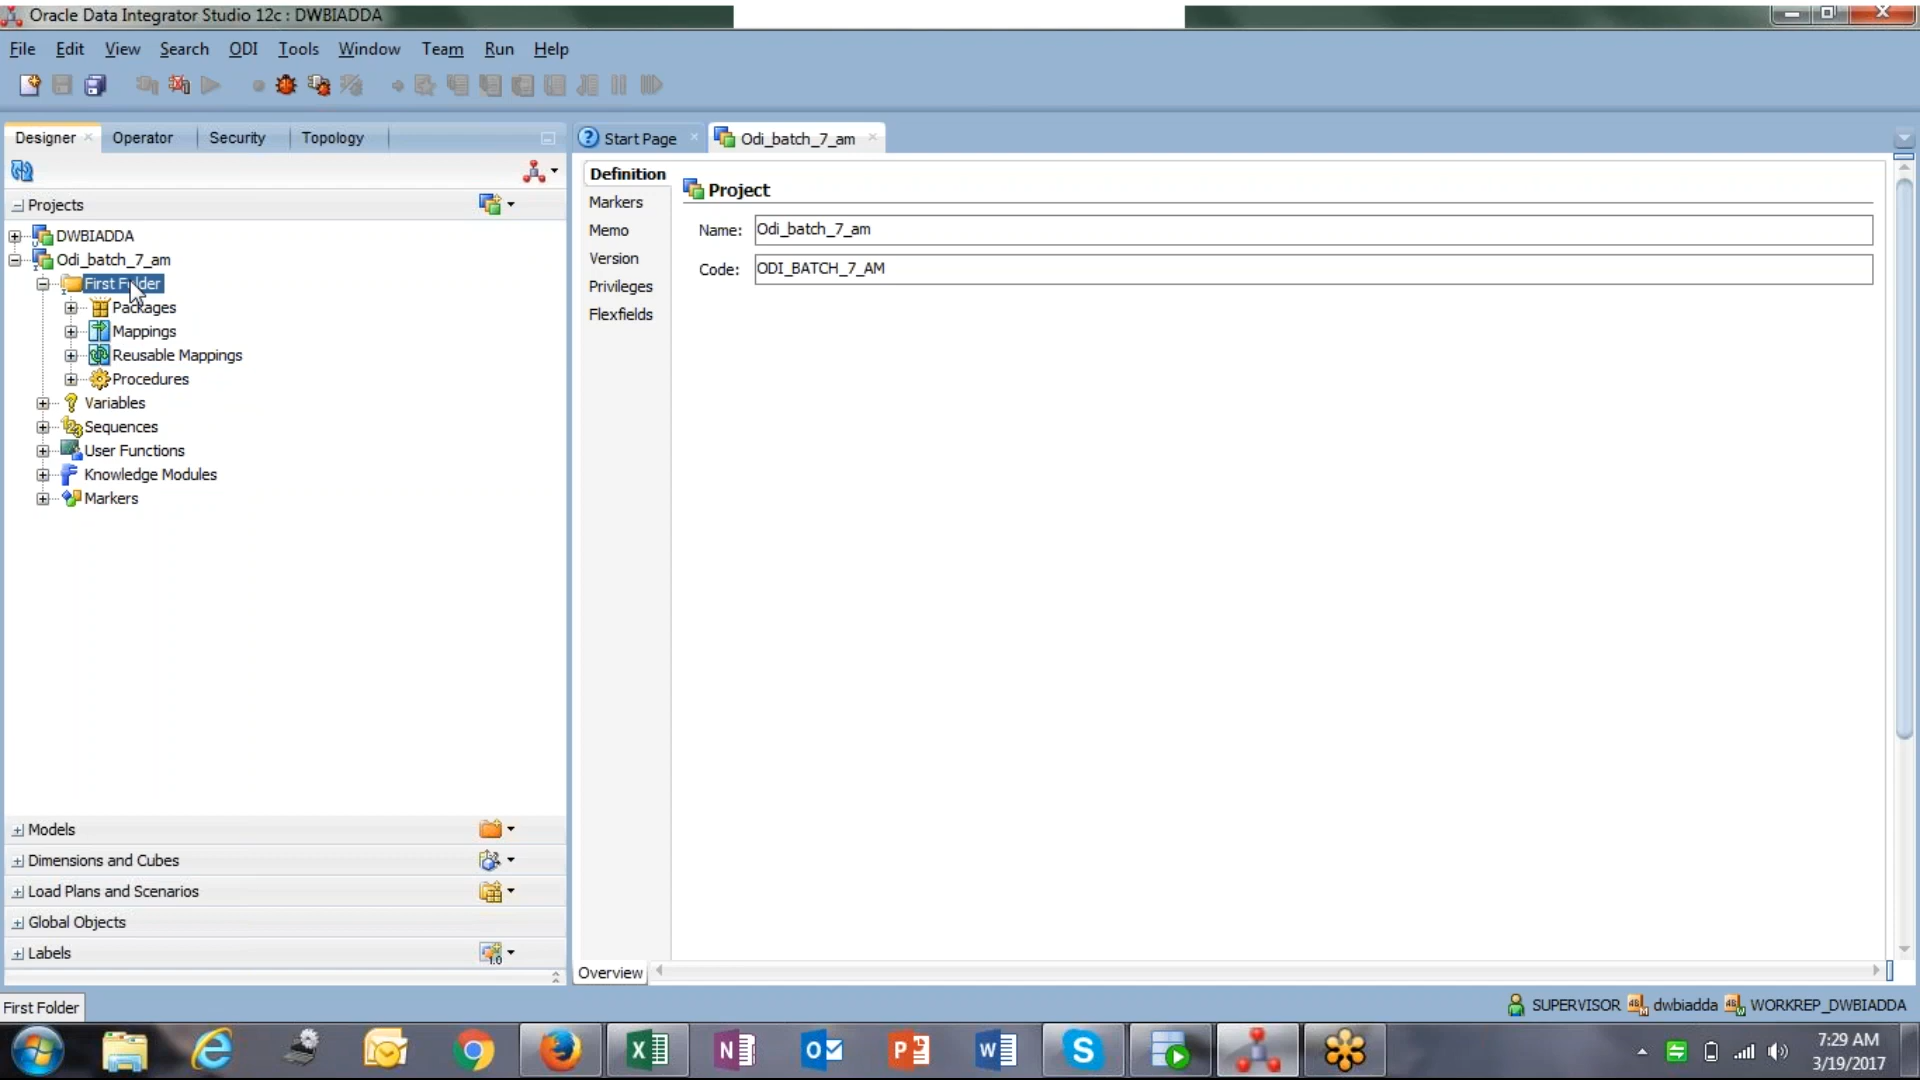 Oracle Data Integrator Studio 12c : DWBIADDA
File Edit View Search ODI Tools Window Team Run Help
Designer Operator Security Topology
Start Page Odi_batch_7_am
Projects
DWBIADDA
Odi_batch_7_am
First Folder
Packages
Mappings
Reusable Mappings
Procedures
Variables
Sequences
User Functions
Knowledge Modules
Markers
Models
Dimensions and Cubes
Load Plans and Scenarios
Global Objects
Labels
Definition
Markers
Memo
Version
Privileges
Flexfields
Project
Name: Odi_batch_7_am
Code: ODI_BATCH_7_AM
Overview
First Folder
SUPERVISOR dwbiadda WORKREP_DWBIADDA
7:29 AM
3/19/2017